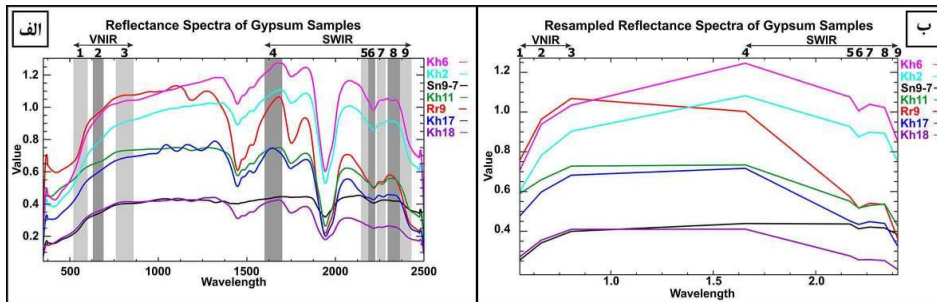 الف
Reflectance Spectra of Gypsum Samples
VNIR SWIR
1 2 3 4 56 7 8 9
Value
1.2
1.0
0.8
0.6
0.4
0.2
500 1000 1500 2000 2500
Wavelength
Kh6
Kh2
Sn9-7
Kh11
Rr9
Kh17
Kh18
ب
Resampled Reflectance Spectra of Gypsum Samples
VNIR SWIR
1 2 3 4 56 7 8 9
Value
1.2
1.0
0.8
0.6
0.4
1.0 1.5 2.0
Wavelength
Kh6
Kh2
Sn9-7
Kh11
Rr9
Kh17
Kh18